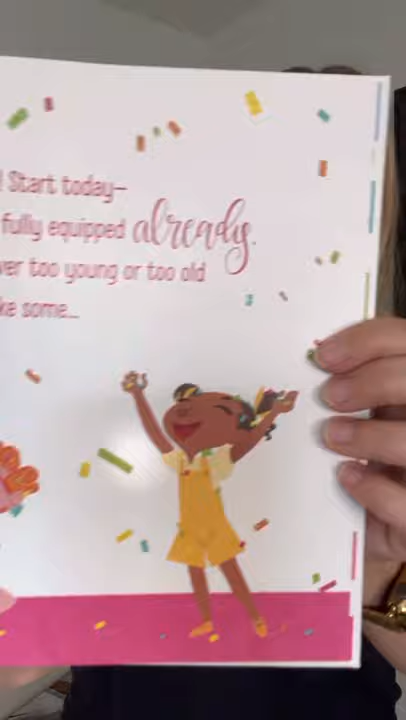 ! Start today–
fully equipped already.
ver too young or too old
ke some...